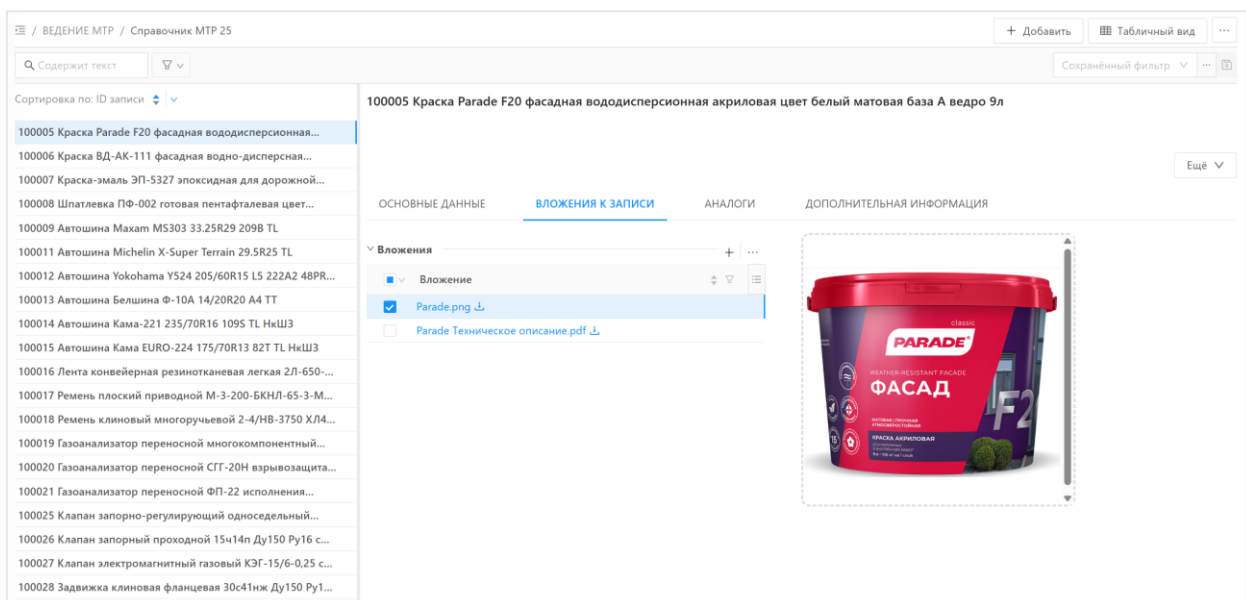 / ВЕДЕНИЕ МТР / Справочник МТР 25
+ Добавить
Табличный вид
...
Содержит текст
Сохранённый фильтр
...
Сортировка по: ID записи
100005 Краска Parade F20 фасадная вододисперсионная...
100006 Краска ВД-АК-111 фасадная водно-дисперсная...
100007 Краска-эмаль ЭП-5327 эпоксидная для дорожной...
100008 Шпатлевка ПФ-002 готовая пентафталевая цвет...
100009 Автошина Maxam MS303 33.25R29 209B TL
100011 Автошина Michelin X-Super Terrain 29.5R25 TL
100012 Автошина Yokohama Y524 205/60R15 L5 222A2 48PR...
100013 Автошина Белшина Ф-10А 14/20R20 A4 TT
100014 Автошина Кама-221 235/70R16 109S TL НкШЗ
100015 Автошина Кама EURO-224 175/70R13 82T TL НкШЗ
100016 Лента конвейерная резинотканевая легкая 2Л-650-...
100017 Ремень плоский приводной М-3-200-БКНЛ-65-3-М...
100018 Ремень клиновый многоручьевой 2-4/НВ-3750 ХЛ4...
100019 Газоанализатор переносной многокомпонентный...
100020 Газоанализатор переносной СГГ-20Н взрывозащита...
100021 Газоанализатор переносной ФП-22 исполнения...
100025 Клапан запорно-регулирующий односедельный...
100026 Клапан запорный проходной 15ч14п Ду150 Ру16 с...
100027 Клапан электромагнитный газовый КЭГ-15/6-0,25 с...
100028 Задвижка клиновая фланцевая 30с41нж Ду150 Ру1...
100005 Краска Parade F20 фасадная вододисперсионная акриловая цвет белый матовая база А ведро 9л
Ещё
ОСНОВНЫЕ ДАННЫЕ
ВЛОЖЕНИЯ К ЗАПИСИ
АНАЛОГИ
ДОПОЛНИТЕЛЬНАЯ ИНФОРМАЦИЯ
Вложения
+ ...
Вложение
Parade.png
Parade Техническое описание.pdf
classic
PARADE
WEATHER-RESISTANT FACADE
ФАСАД
F2
МАТОВАЯ | ПРОЧНАЯ
АТМОСФЕРОСТОЙКАЯ
КРАСКА АКРИЛОВАЯ
15